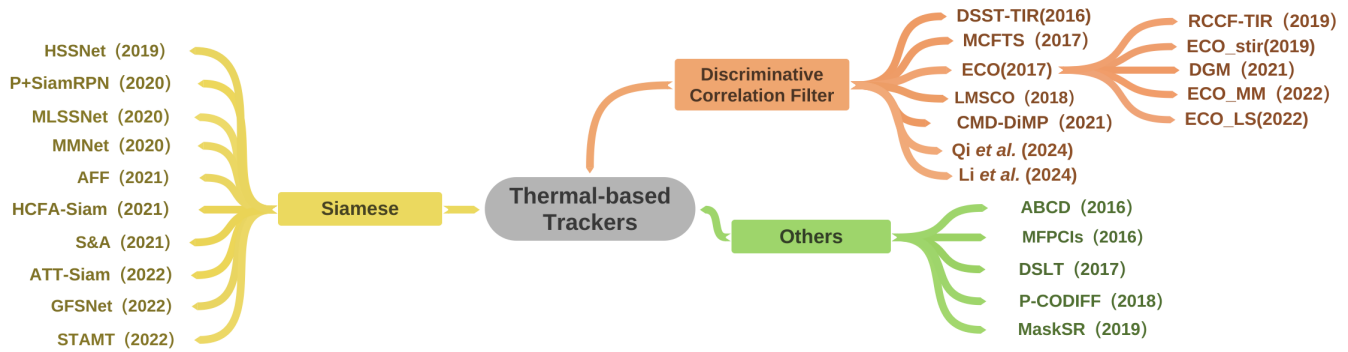 HSSNet（2019）
P+SiamRPN（2020）
MLSSNet（2020）
MMNet（2020）
AFF（2021）
HCFA-Siam（2021）
S&A（2021）
ATT-Siam（2022）
GFSNet（2022）
STAMT（2022）
Siamese
Thermal-based
Trackers
Discriminative
Correlation Filter
DSST-TIR(2016)
MCFTS（2017）
ECO(2017)
LMSCO（2018）
CMD-DiMP（2021）
Qi et al. (2024)
Li et al. (2024)
RCCF-TIR（2019）
ECO_stir(2019)
DGM（2021）
ECO_MM（2022）
ECO_LS(2022)
Others
ABCD（2016）
MFPCIs（2016）
DSLT（2017）
P-CODIFF（2018）
MaskSR（2019）